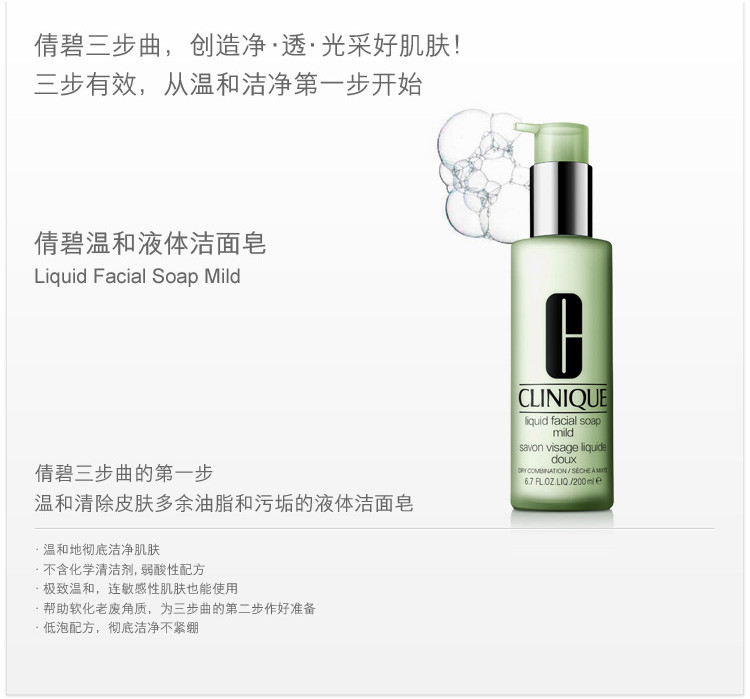 倩碧三步曲，创造净·透·光采好肌肤！
三步有效，从温和洁净第一步开始
倩碧温和液体洁面皂
Liquid Facial Soap Mild
CLINIQUE
liquid facial soap
mild
savon visage liquide
doux
DRY COMBINATION / SÈCHE À MIXTE
6.7 FL.OZ.LIQ./200 ml ℮
倩碧三步曲的第一步
温和清除皮肤多余油脂和污垢的液体洁面皂
· 温和地彻底洁净肌肤
· 不含化学清洁剂, 弱酸性配方
· 极致温和，连敏感性肌肤也能使用
· 帮助软化老废角质，为三步曲的第二步作好准备
· 低泡配方，彻底洁净不紧绷